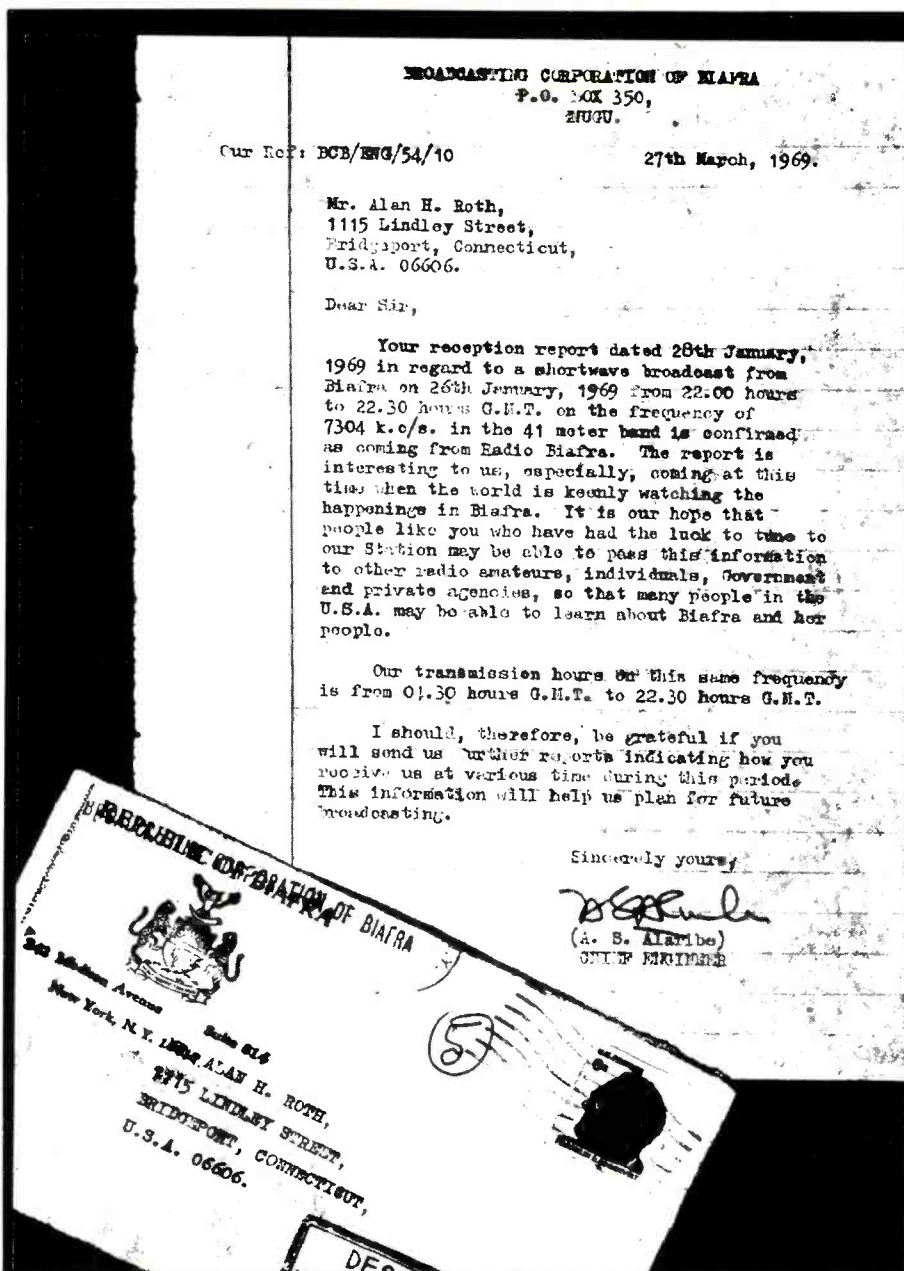 BROADCASTING CORPORATION OF BIAFRA
P.O. BOX 350,
ENUGU.
Our Ref: BCB/ENG/54/10
27th March, 1969.
Mr. Alan H. Roth,
1115 Lindley Street,
Bridgeport, Connecticut,
U.S.A. 06606.
Dear Sir,
Your reception report dated 28th January,
1969 in regard to a shortwave broadcast from
Biafra on 26th January, 1969 from 22.00 hours
to 22.30 hours G.M.T. on the frequency of
7304 k.c/s. in the 41 meter band is confirmed
as coming from Radio Biafra. The report is
interesting to us, especially, coming at this
time when the world is keenly watching the
happenings in Biafra. It is our hope that
people like you who have had the luck to tune to
our Station may be able to pass this information
to other radio amateurs, individuals, Government
and private agencies, so that many people in the
U.S.A. may be able to learn about Biafra and her
people.
Our transmission hours on this same frequency
is from 04.30 hours G.M.T. to 22.30 hours G.M.T.
I should, therefore, be grateful if you
will send us further reports indicating how you
receive us at various time during this period.
This information will help us plan for future
broadcasting.
Sincerely yours,
(A. S. Alaribe)
CHIEF ENGINEER
REPUBLIC OF BIAFRA
CORPORATION OF BIAFRA
342 Madison Avenue
Suite 814
New York, N.Y.
ALAN H. ROTH,
1115 LINDLEY STREET,
BRIDGEPORT, CONNECTICUT,
U.S.A. 06606.
5